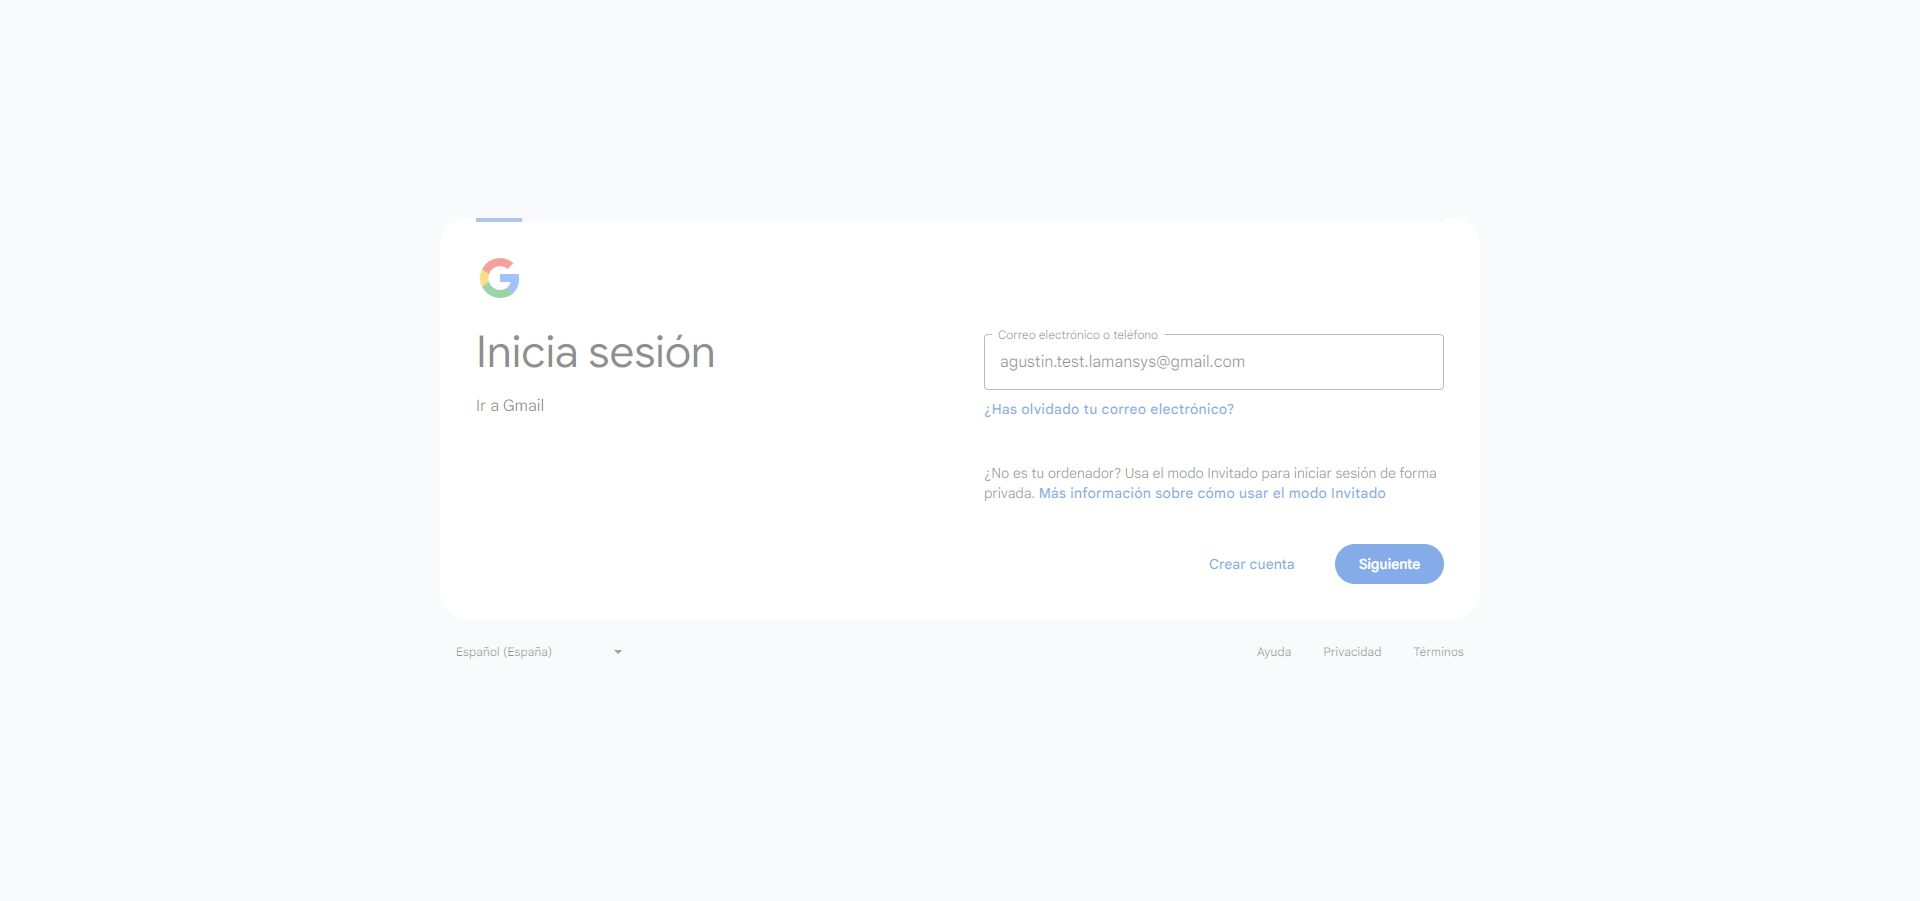 Inicia sesión
Ir a Gmail
Correo electrónico o teléfono
agustin.test.lamansys@gmail.com
¿Has olvidado tu correo electrónico?
¿No es tu ordenador? Usa el modo Invitado para iniciar sesión de forma
privada. Más información sobre cómo usar el modo Invitado
Crear cuenta
Siguiente
Español (España)
Ayuda
Privacidad
Términos